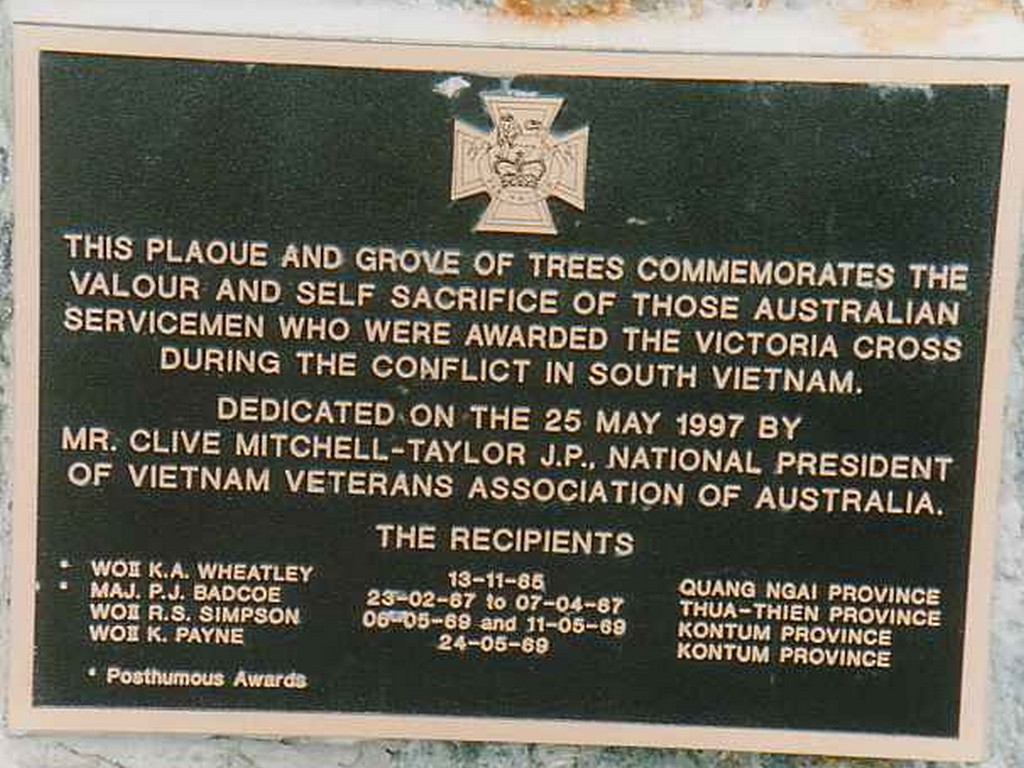 THIS PLAQUE AND GROVE OF TREES COMMEMORATES THE
VALOUR AND SELF SACRIFICE OF THOSE AUSTRALIAN
SERVICEMEN WHO WERE AWARDED THE VICTORIA CROSS
DURING THE CONFLICT IN SOUTH VIETNAM.
DEDICATED ON THE 25 MAY 1997 BY
MR. CLIVE MITCHELL-TAYLOR J.P., NATIONAL PRESIDENT
OF VIETNAM VETERANS ASSOCIATION OF AUSTRALIA.
THE RECIPIENTS
* WOII K.A. WHEATLEY 13-11-65 QUANG NGAI PROVINCE
* MAJ. P.J. BADCOE 23-02-67 to 07-04-67 THUA-THIEN PROVINCE
WOII R.S. SIMPSON 06-05-69 and 11-05-69 KONTUM PROVINCE
WOII K. PAYNE 24-05-69 KONTUM PROVINCE
* Posthumous Awards